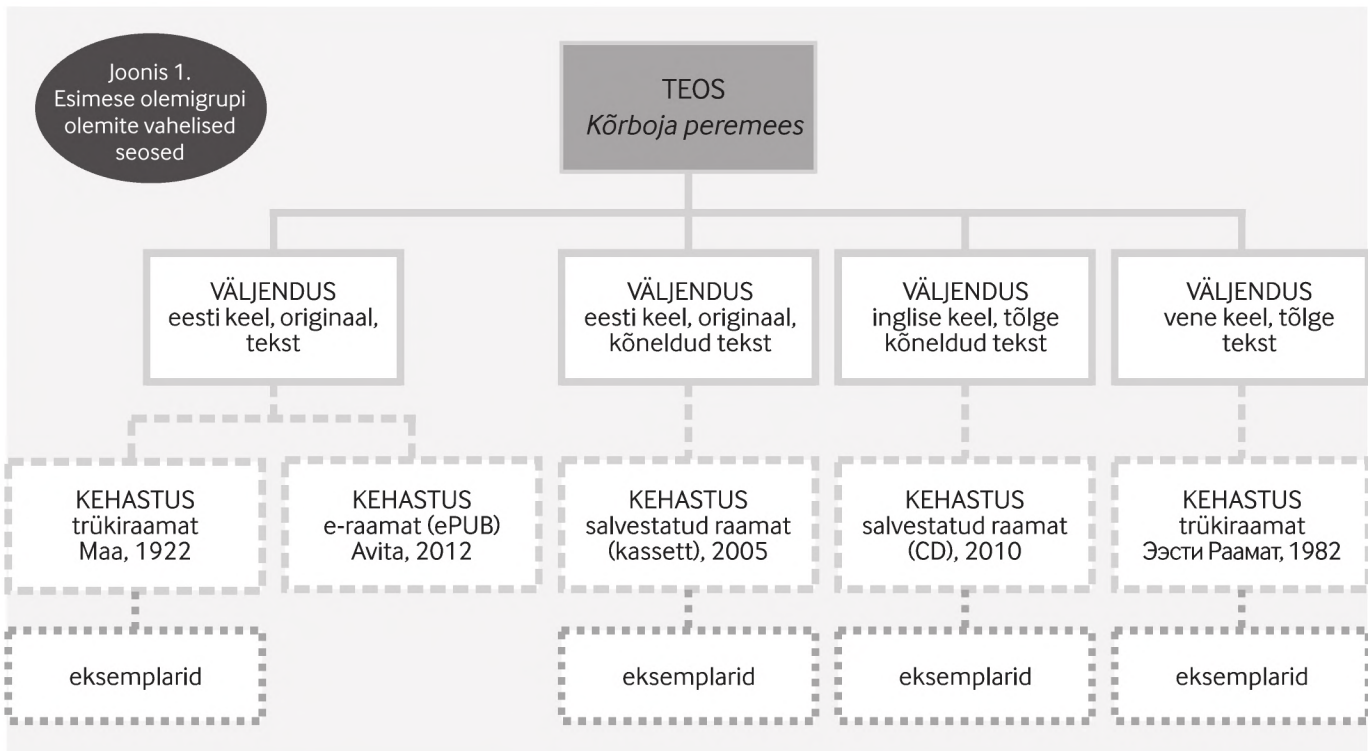 Joonis 1.
Esimese olemigrupi
olemite vahelised
seosed
TEOS
Kõrboja peremees
VÄLJENDUS
eesti keel, originaal,
tekst
VÄLJENDUS
eesti keel, originaal,
kõneldud tekst
VÄLJENDUS
inglise keel, tõlge
kõneldud tekst
VÄLJENDUS
vene keel, tõlge
tekst
KEHASTUS
trükiraamat
Maa, 1922
KEHASTUS
e-raamat (ePUB)
Avita, 2012
KEHASTUS
salvestatud raamat
(kassett), 2005
KEHASTUS
salvestatud raamat
(CD), 2010
KEHASTUS
trükiraamat
Ээсти Раамат, 1982
eksemplarid
eksemplarid
eksemplarid
eksemplarid